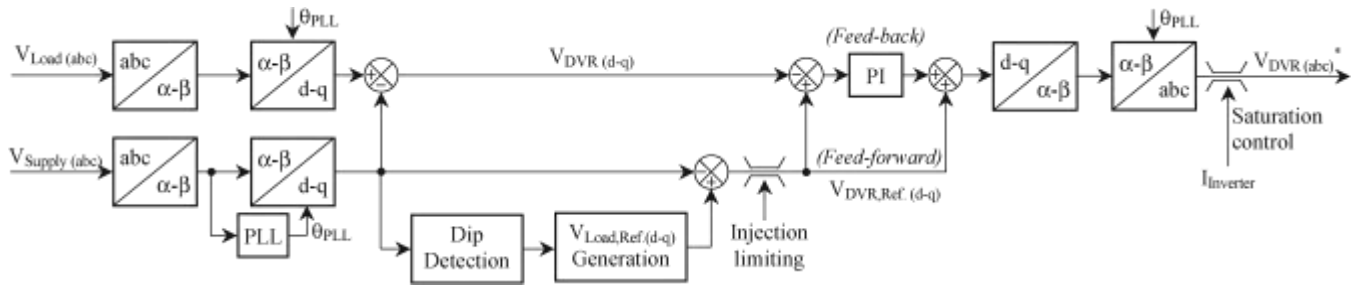 θPLL
θPLL
VLoad (abc)
abc
α-β
α-β
d-q
+
−
VDVR (d-q)
(Feed-back)
−
+
PI
+
+
d-q
α-β
α-β
abc
VDVR (abc)*
Saturation
control
IInverter
VSupply (abc)
abc
α-β
α-β
d-q
PLL
θPLL
−
+
(Feed-forward)
VDVR,Ref. (d-q)
Dip
Detection
VLoad,Ref.(d-q)
Generation
Injection
limiting